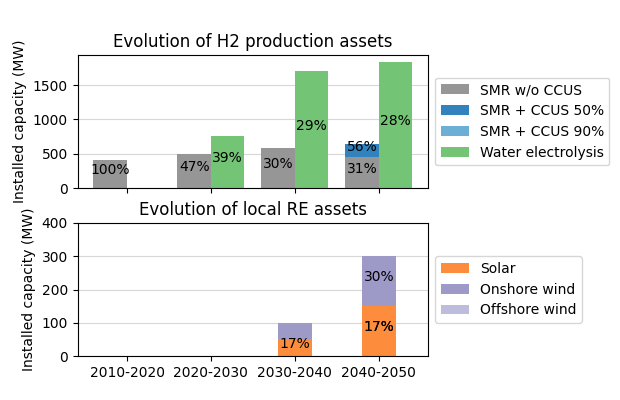 Evolution of H2 production assets
Installed capacity (MW)
1500
1000
500
0
100%
47%
39%
30%
29%
56%
31%
28%
SMR w/o CCUS
SMR + CCUS 50%
SMR + CCUS 90%
Water electrolysis
Evolution of local RE assets
Installed capacity (MW)
400
300
200
100
0
17%
30%
17%
Solar
Onshore wind
Offshore wind
2010-2020
2020-2030
2030-2040
2040-2050